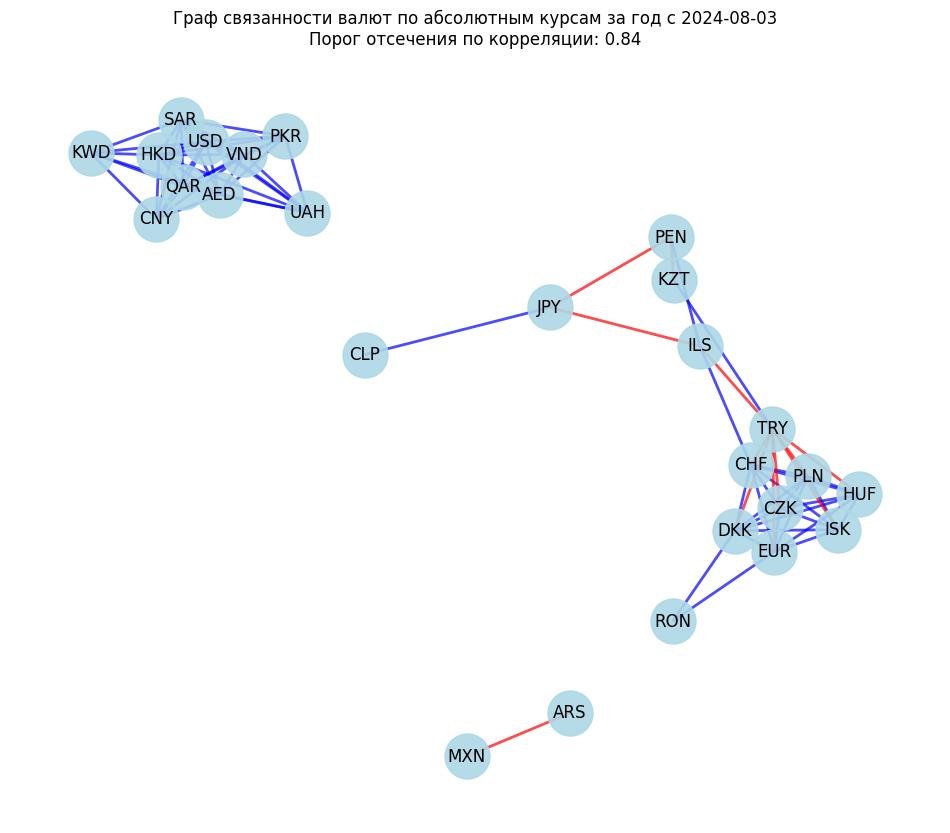 Граф связанности валют по абсолютным курсам за год с 2024-08-03
Порог отсечения по корреляции: 0.84
SAR
USD
PKR
KWD
HKD
VND
QAR
AED
CNY
UAH
PEN
KZT
JPY
ILS
CLP
TRY
CHF
PLN
HUF
CZK
DKK
ISK
EUR
RON
ARS
MXN